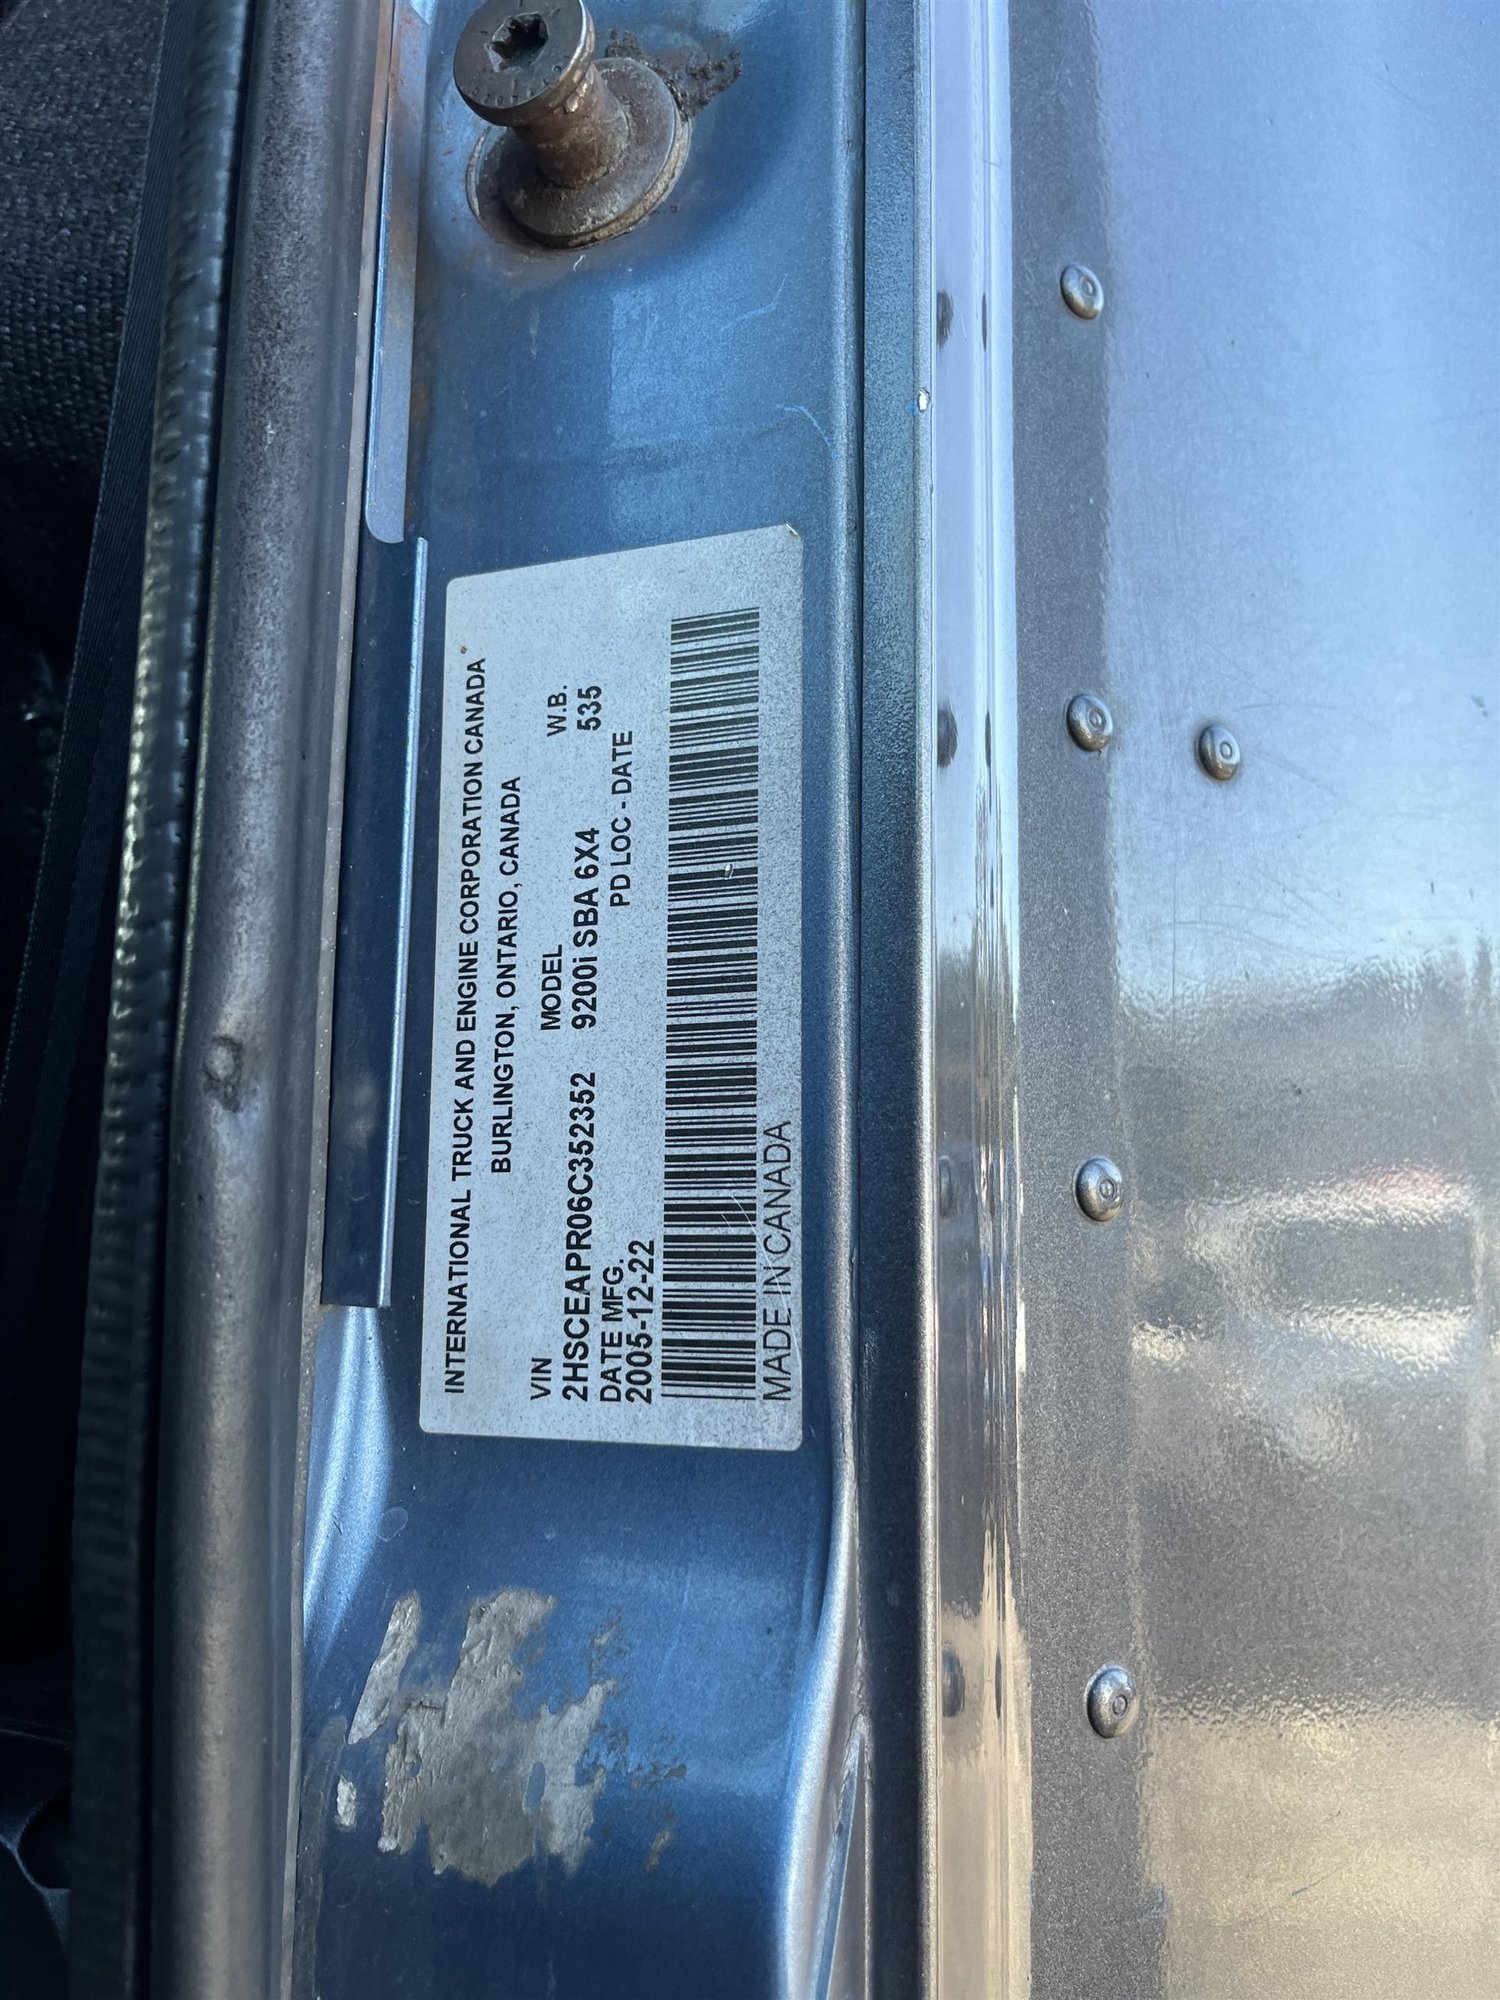 INTERNATIONAL TRUCK AND ENGINE CORPORATION CANADA
BURLINGTON, ONTARIO, CANADA
VIN MODEL W.B.
2HSCEAPR06C352352 9200i SBA 6X4 535
DATE MFG. PD LOC - DATE
2005-12-22
MADE IN CANADA